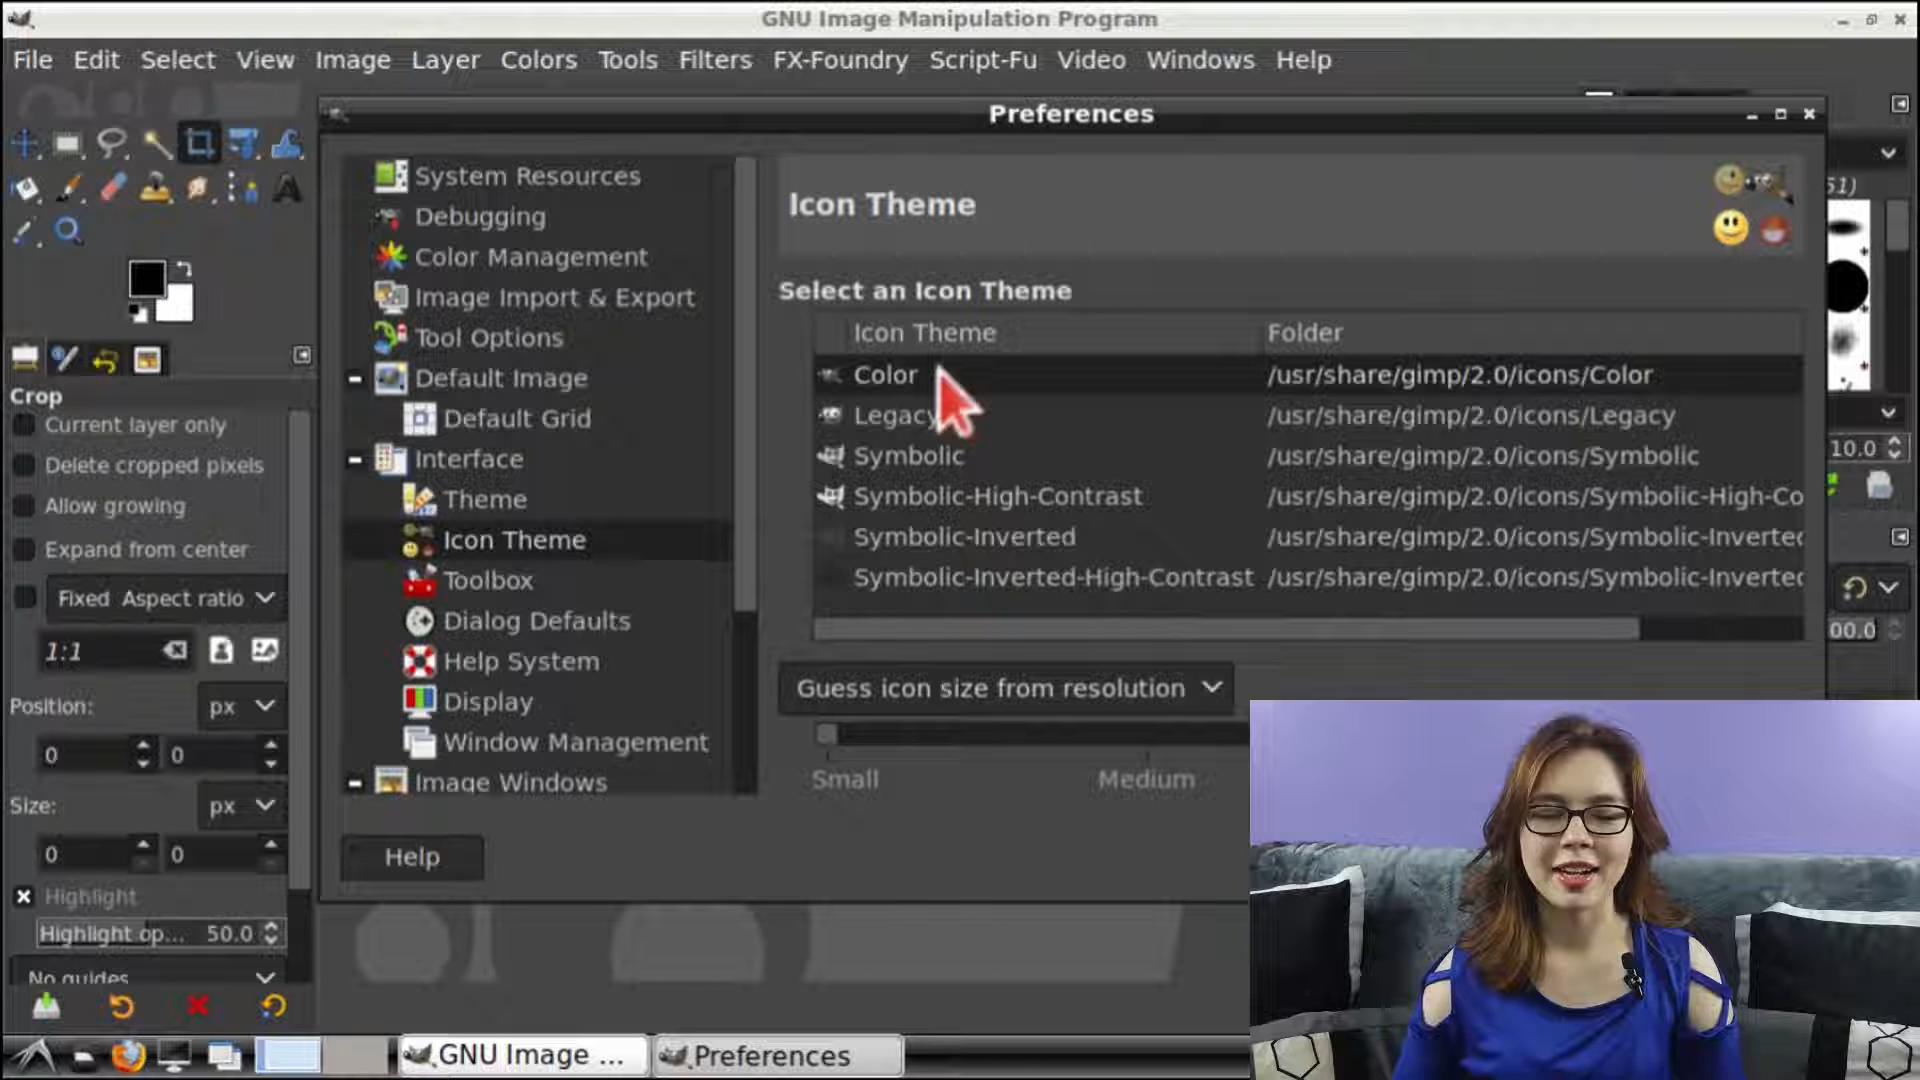 GNU Image Manipulation Program
File Edit Select View Image Layer Colors Tools Filters FX-Foundry Script-Fu Video Windows Help
Preferences
System Resources
Debugging
Color Management
Image Import & Export
Tool Options
Default Image
Default Grid
Interface
Theme
Icon Theme
Toolbox
Dialog Defaults
Help System
Display
Window Management
Image Windows
Help
Icon Theme
Select an Icon Theme
Icon Theme Folder
Color /usr/share/gimp/2.0/icons/Color
Legacy /usr/share/gimp/2.0/icons/Legacy
Symbolic /usr/share/gimp/2.0/icons/Symbolic
Symbolic-High-Contrast /usr/share/gimp/2.0/icons/Symbolic-High-Co
Symbolic-Inverted /usr/share/gimp/2.0/icons/Symbolic-Inverted
Symbolic-Inverted-High-Contrast /usr/share/gimp/2.0/icons/Symbolic-Inverted
Guess icon size from resolution
Small Medium
Crop
Current layer only
Delete cropped pixels
Allow growing
Expand from center
Fixed Aspect ratio
1:1
Position: px
0 0
Size: px
0 0
Highlight
Highlight op... 50.0
No guides
51)
10.0
00.0
GNU Image ... Preferences